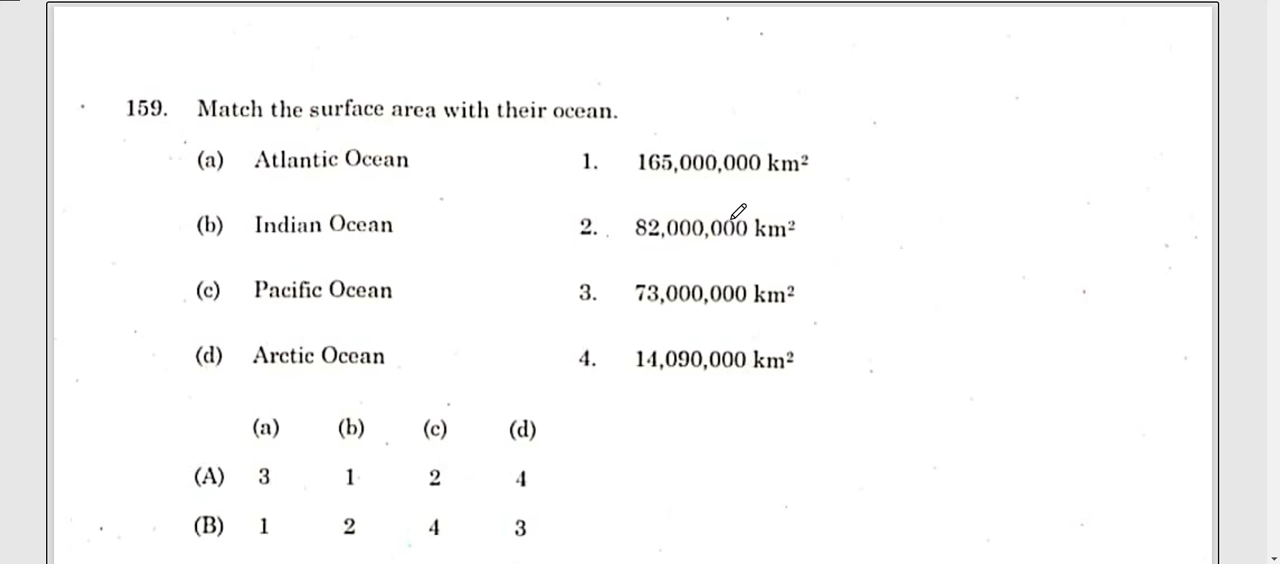 159. Match the surface area with their ocean.
(a) Atlantic Ocean 1. 165,000,000 km²
(b) Indian Ocean 2. 82,000,000 km²
(c) Pacific Ocean 3. 73,000,000 km²
(d) Arctic Ocean 4. 14,090,000 km²
(a) (b) (c) (d)
(A) 3 1 2 4
(B) 1 2 4 3